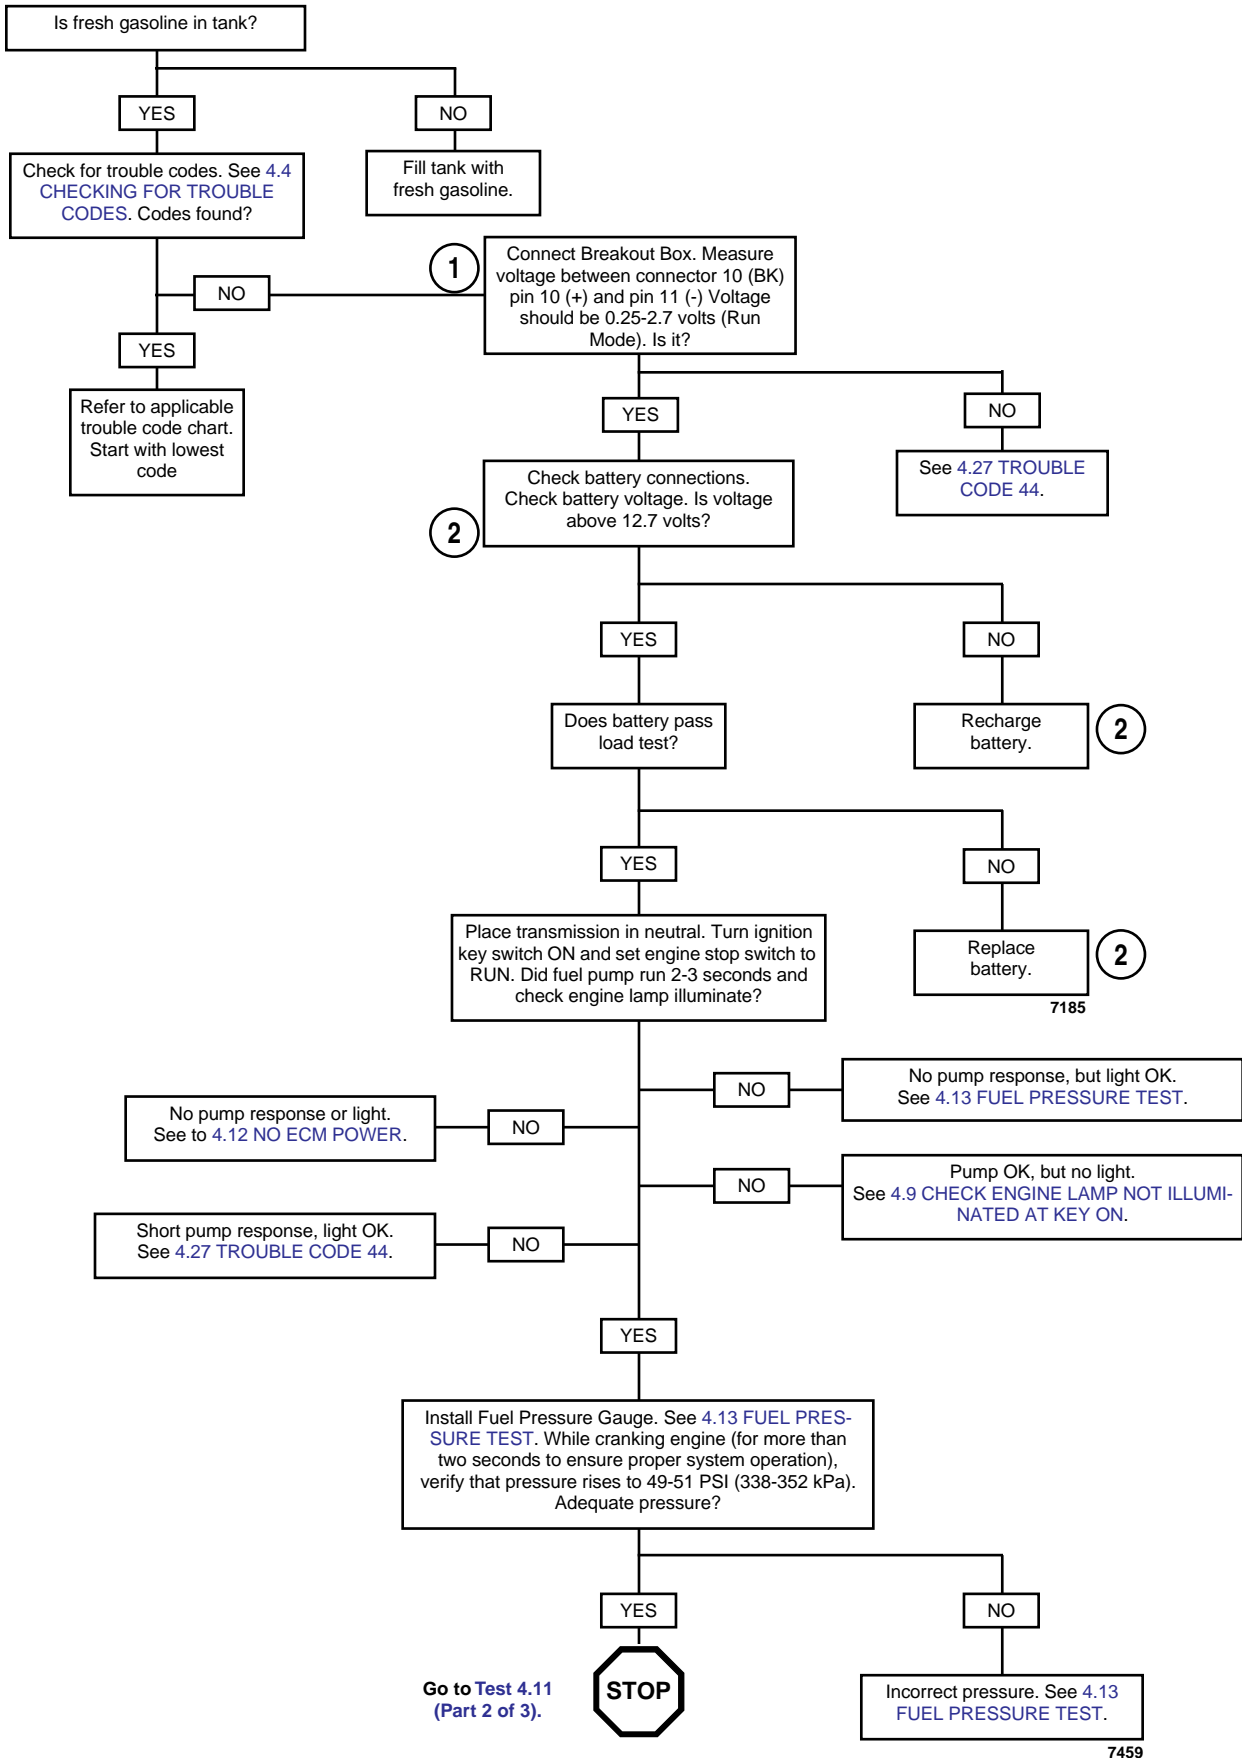 Is fresh gasoline in tank?
YES
NO
Check for trouble codes. See 4.4
CHECKING FOR TROUBLE
CODES. Codes found?
Fill tank with
fresh gasoline.
1
Connect Breakout Box. Measure
voltage between connector 10 (BK)
pin 10 (+) and pin 11 (-) Voltage
should be 0.25-2.7 volts (Run
Mode). Is it?
NO
YES
Refer to applicable
trouble code chart.
Start with lowest
code
YES
NO
See 4.27 TROUBLE
CODE 44.
2
Check battery connections.
Check battery voltage. Is voltage
above 12.7 volts?
YES
NO
Does battery pass
load test?
Recharge
battery.
2
YES
NO
Place transmission in neutral. Turn ignition
key switch ON and set engine stop switch to
RUN. Did fuel pump run 2-3 seconds and
check engine lamp illuminate?
Replace
battery.
2
7185
NO
No pump response, but light OK.
See 4.13 FUEL PRESSURE TEST.
No pump response or light.
See to 4.12 NO ECM POWER.
NO
NO
Pump OK, but no light.
See 4.9 CHECK ENGINE LAMP NOT ILLUMI-
NATED AT KEY ON.
Short pump response, light OK.
See 4.27 TROUBLE CODE 44.
NO
YES
Install Fuel Pressure Gauge. See 4.13 FUEL PRES-
SURE TEST. While cranking engine (for more than
two seconds to ensure proper system operation),
verify that pressure rises to 49-51 PSI (338-352 kPa).
Adequate pressure?
YES
NO
Go to Test 4.11
(Part 2 of 3).
STOP
Incorrect pressure. See 4.13
FUEL PRESSURE TEST.
7459